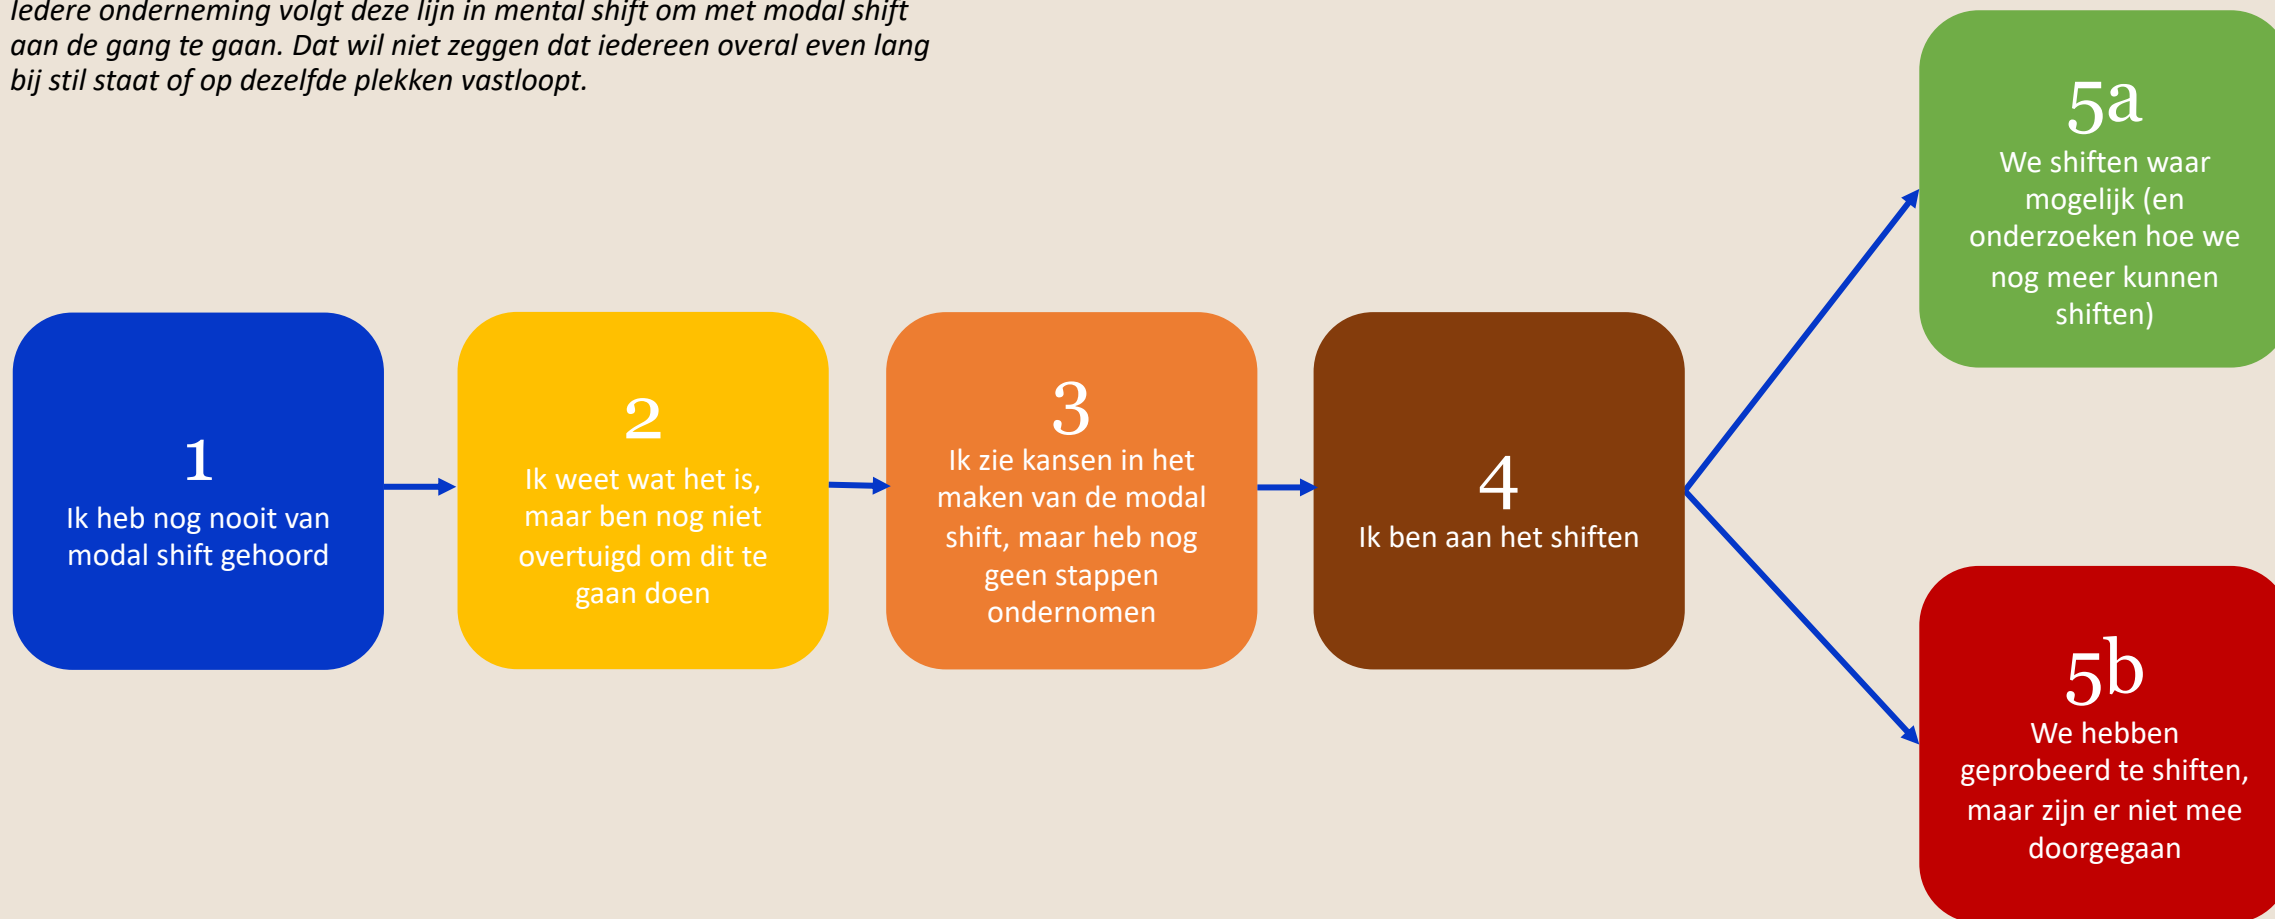 Iedere onderneming volgt deze lijn in mental shift om met modal shift
aan de gang te gaan. Dat wil niet zeggen dat iedereen overal even lang
bij stil staat of op dezelfde plekken vastloopt.
1
Ik heb nog nooit van
modal shift gehoord
2
Ik weet wat het is,
maar ben nog niet
overtuigd om dit te
gaan doen
3
Ik zie kansen in het
maken van de modal
shift, maar heb nog
geen stappen
ondernomen
4
Ik ben aan het shiften
5a
We shiften waar
mogelijk (en
onderzoeken hoe we
nog meer kunnen
shiften)
5b
We hebben
geprobeerd te shiften,
maar zijn er niet mee
doorgegaan